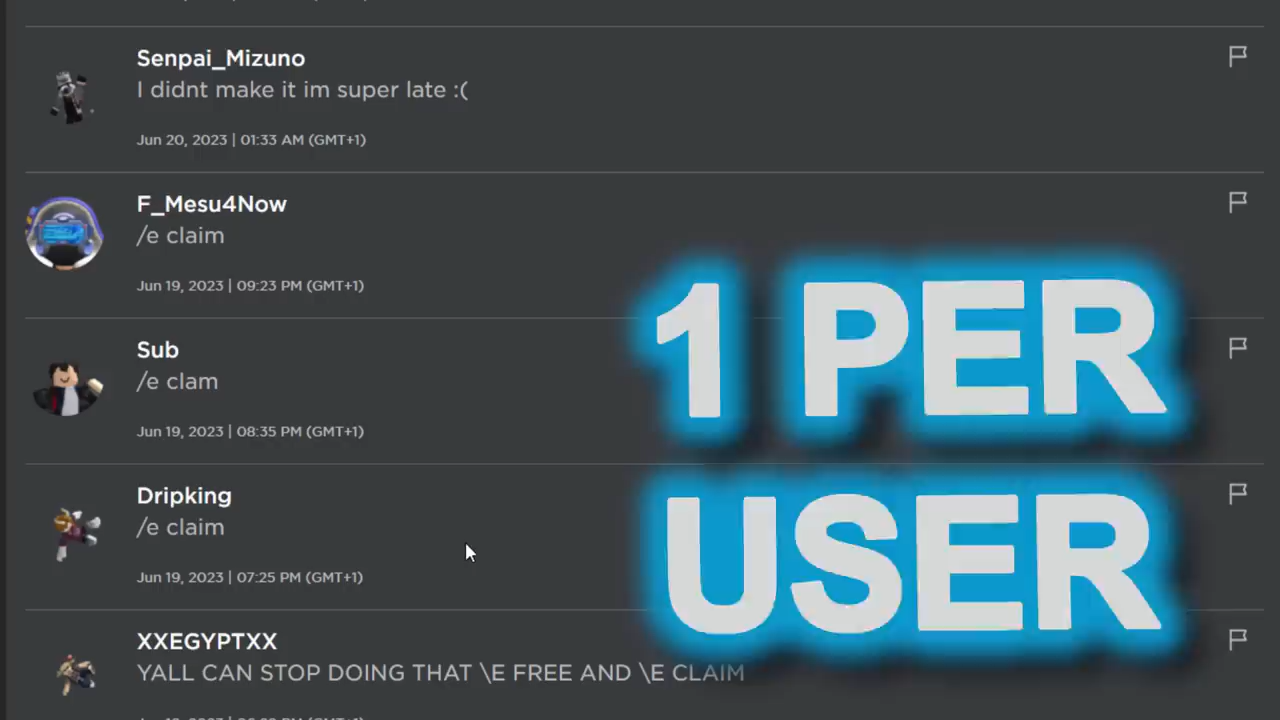 Senpai_Mizuno
I didnt make it im super late :(
Jun 20, 2023 | 01:33 AM (GMT+1)
F_Mesu4Now
/e claim
Jun 19, 2023 | 09:23 PM (GMT+1)
Sub
/e clam
Jun 19, 2023 | 08:35 PM (GMT+1)
Dripking
/e claim
Jun 19, 2023 | 07:25 PM (GMT+1)
XXEGYPTXX
YALL CAN STOP DOING THAT \E FREE AND \E CLAIM
1 PER
USER